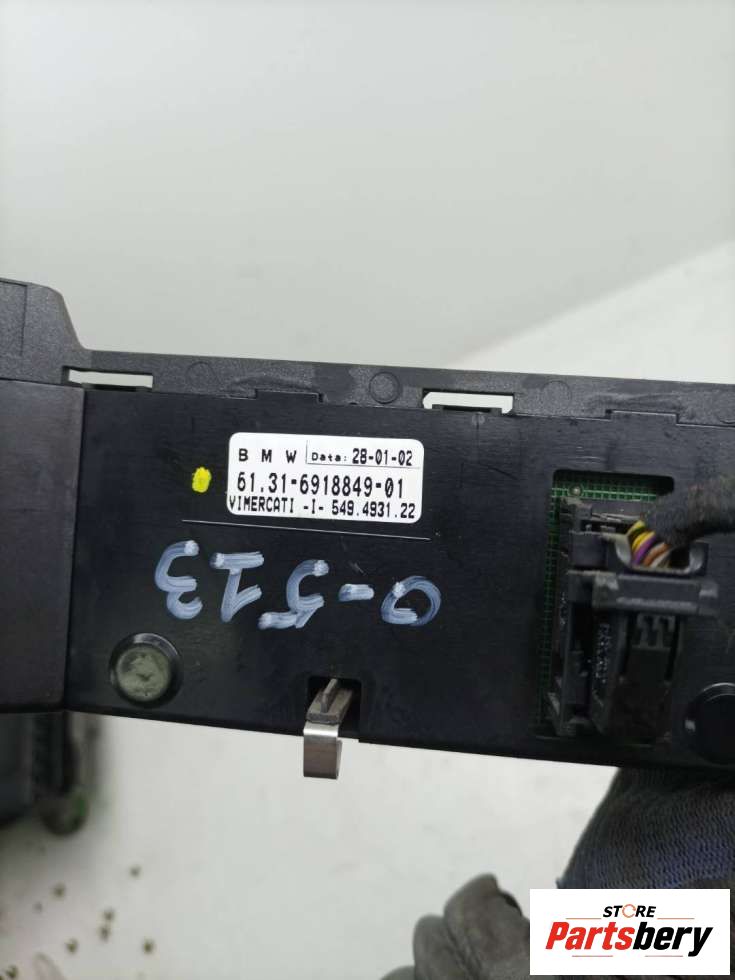 B M W Data: 28-01-02
61.31-6918849-01
VIMERCATI -I- 549.4931.22
0-513
STORE
Partsbery